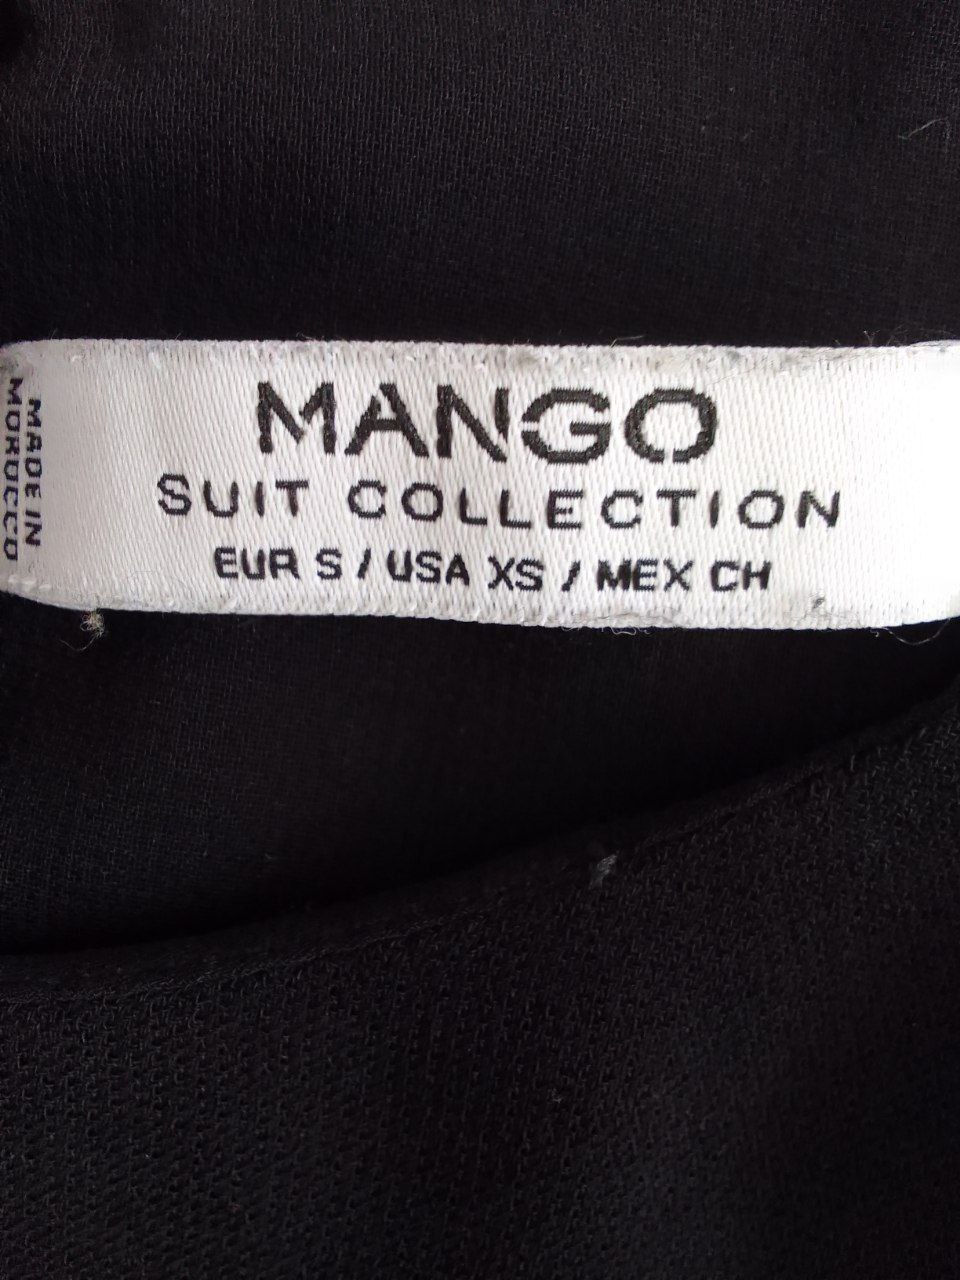 MANGO
SUIT COLLECTION
EUR S / USA XS / MEX CH
MADE IN
MOROCCO